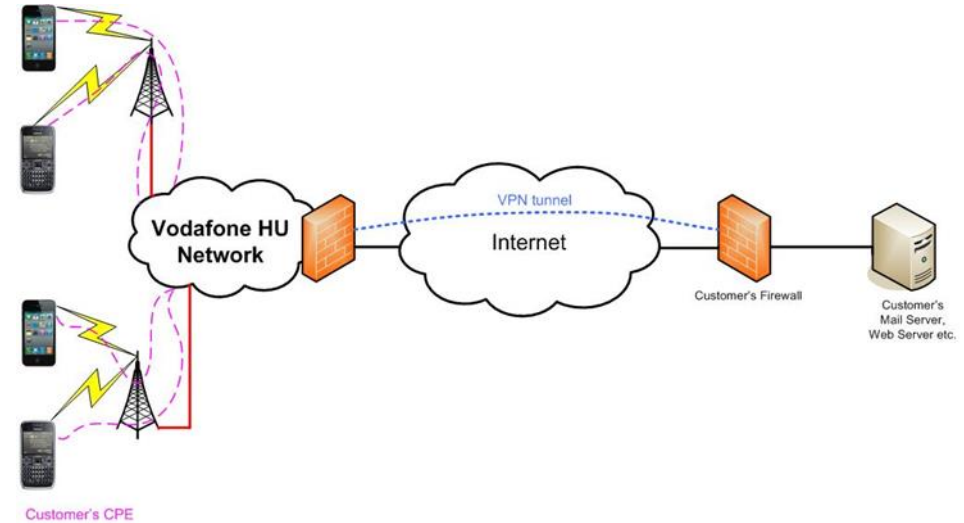 Vodafone HU
Network
VPN tunnel
Internet
Customer's Firewall
Customer's
Mail Server,
Web Server etc.
Customer's CPE